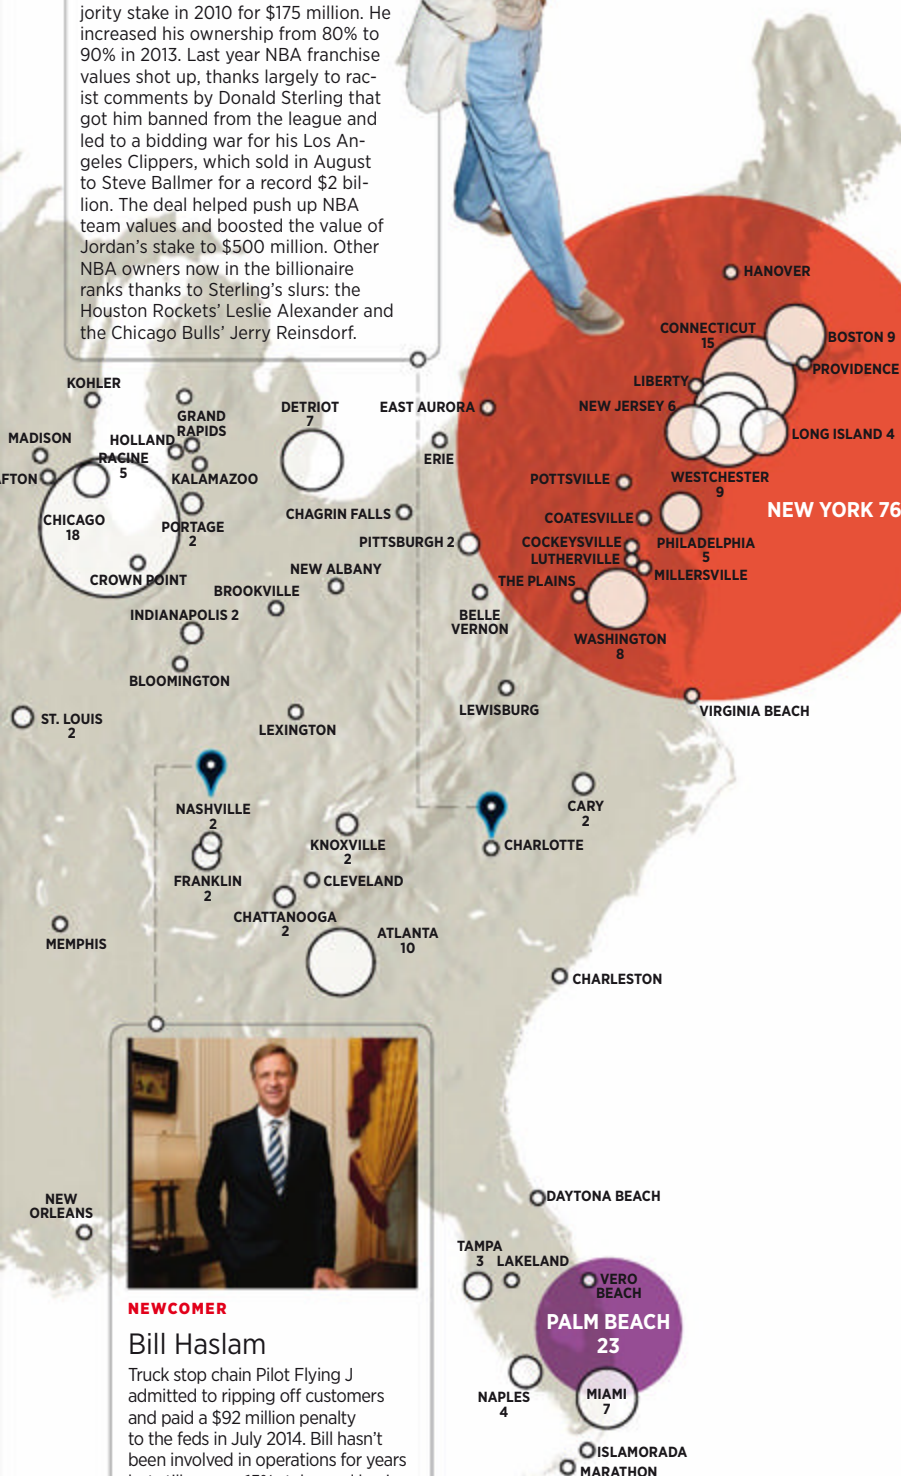 jority stake in 2010 for $175 million. He
increased his ownership from 80% to
90% in 2013. Last year NBA franchise
values shot up, thanks largely to rac-
ist comments by Donald Sterling that
got him banned from the league and
led to a bidding war for his Los An-
geles Clippers, which sold in August
to Steve Ballmer for a record $2 bil-
lion. The deal helped push up NBA
team values and boosted the value of
Jordan's stake to $500 million. Other
NBA owners now in the billionaire
ranks thanks to Sterling's slurs: the
Houston Rockets' Leslie Alexander and
the Chicago Bulls' Jerry Reinsdorf.
HANOVER
CONNECTICUT
15
BOSTON 9
PROVIDENCE
LIBERTY
NEW JERSEY 6
LONG ISLAND 4
WESTCHESTER
9
NEW YORK 76
KOHLER
GRAND
RAPIDS
DETRIOT
7
EAST AURORA
MADISON
HOLLAND
RACINE
5
ERIE
FTON
KALAMAZOO
POTTSVILLE
CHICAGO
18
PORTAGE
2
CHAGRIN FALLS
COATESVILLE
PHILADELPHIA
5
PITTSBURGH 2
COCKEYSVILLE
LUTHERVILLE
MILLERSVILLE
CROWN POINT
NEW ALBANY
THE PLAINS
BROOKVILLE
INDIANAPOLIS 2
BELLE
VERNON
WASHINGTON
8
BLOOMINGTON
LEWISBURG
VIRGINIA BEACH
ST. LOUIS
2
LEXINGTON
NASHVILLE
2
CARY
2
KNOXVILLE
2
CHARLOTTE
FRANKLIN
2
CLEVELAND
CHATTANOOGA
2
MEMPHIS
ATLANTA
10
CHARLESTON
NEW
ORLEANS
DAYTONA BEACH
TAMPA
3
LAKELAND
VERO
BEACH
PALM BEACH
23
NAPLES
4
MIAMI
7
ISLAMORADA
MARATHON
NEWCOMER
Bill Haslam
Truck stop chain Pilot Flying J
admitted to ripping off customers
and paid a $92 million penalty
to the feds in July 2014. Bill hasn't
been involved in operations for years